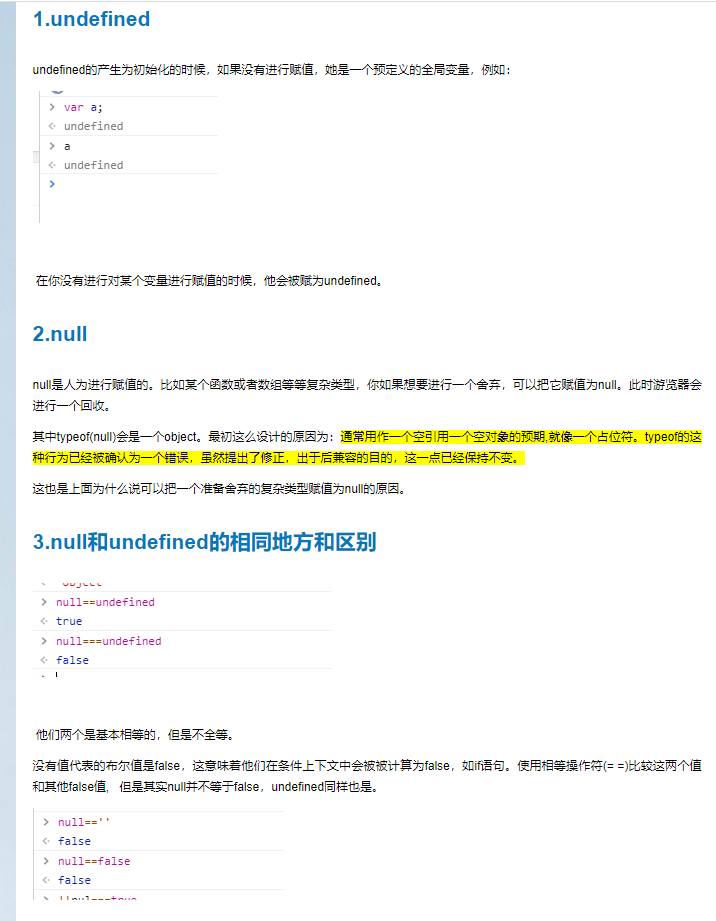 1.undefined
undefined的产生为初始化的时候，如果没有进行赋值，她是一个预定义的全局变量，例如：
> var a;
< undefined
> a
< undefined
>
在你没有进行对某个变量进行赋值的时候，他会被赋为undefined。
2.null
null是人为进行赋值的。比如某个函数或者数组等等复杂类型，你如果想要进行一个舍弃，可以把它赋值为null。此时游览器会
进行一个回收。
其中typeof(null)会是一个object。最初这么设计的原因为：通常用作一个空引用一个空对象的预期,就像一个占位符。typeof的这
种行为已经被确认为一个错误，虽然提出了修正，出于后兼容的目的，这一点已经保持不变。
这也是上面为什么说可以把一个准备舍弃的复杂类型赋值为null的原因。
3.null和undefined的相同地方和区别
> null==undefined
< true
> null===undefined
< false
他们两个是基本相等的，但是不全等。
没有值代表的布尔值是false，这意味着他们在条件上下文中会被被计算为false，如if语句。使用相等操作符(= =)比较这两个值
和其他false值，但是其实null并不等于false，undefined同样也是。
> null==''
< false
> null==false
< false